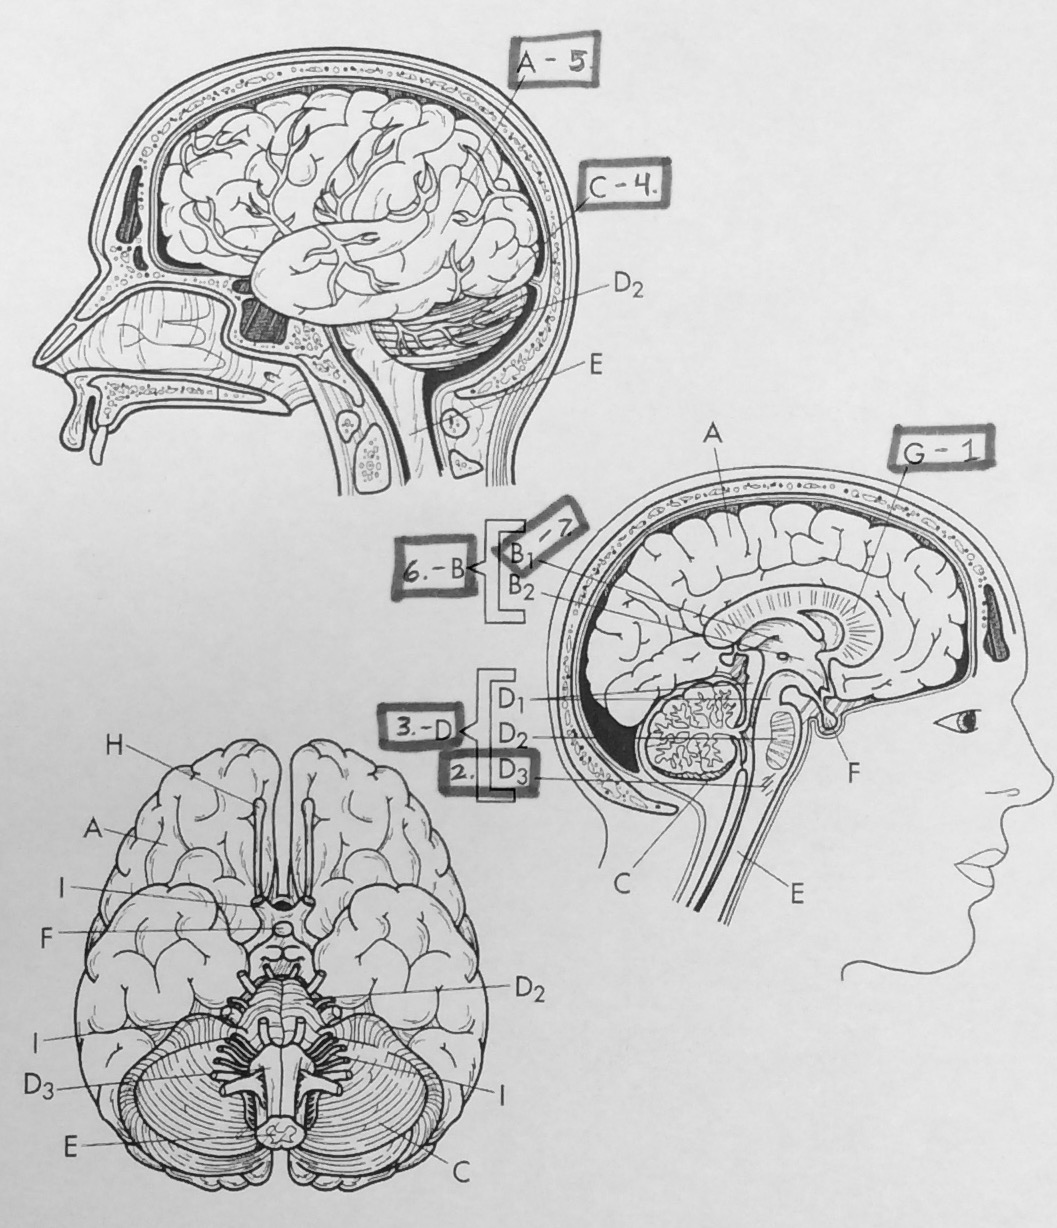 A - 5
C - 4.
D2
E
A
G - 1
6. - B
B1 - 7.
B2
3. - D
D1
D2
2. D3
F
C
E
H
A
I
F
D2
I
D3
I
E
C